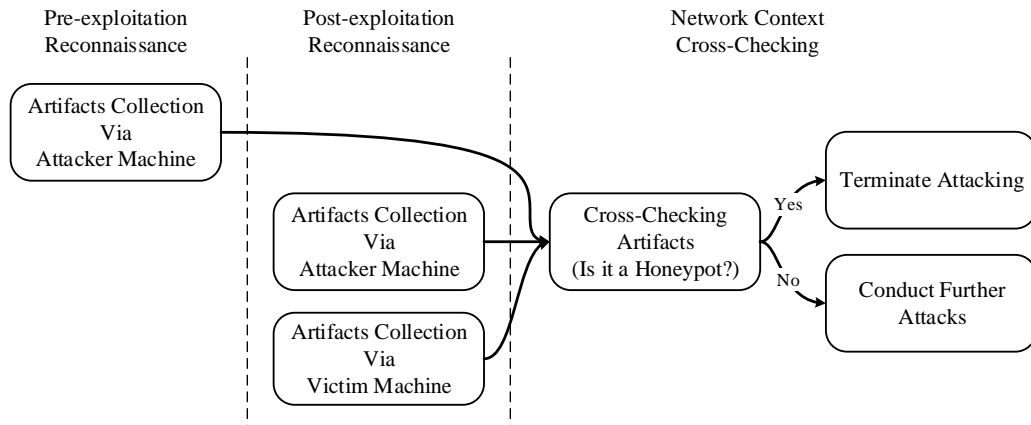 Pre-exploitation
Reconnaissance
Post-exploitation
Reconnaissance
Network Context
Cross-Checking
Artifacts Collection
Via
Attacker Machine
Artifacts Collection
Via
Attacker Machine
Artifacts Collection
Via
Victim Machine
Cross-Checking
Artifacts
(Is it a Honeypot?)
Yes
No
Terminate Attacking
Conduct Further
Attacks